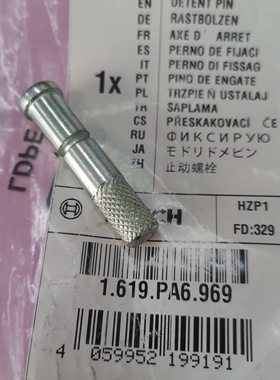 EN DETENT PIN
DE RASTBOLZEN
FR AXE D´ ARRET
ES PERNO DE FIJACI
IT PERNO DI FISSAG
PT PINO DE ENGATE
PL TRZPIEŃ USTALAJ
TR SAPLAMA
CS PŘESKAKOVACÍ ČE
RU ФИКСИРУЮ
JA モドリドメピン
ZH 止动螺栓
1x
CH
HZP1
FD:329
1.619.PA6.969
4 059952 199191